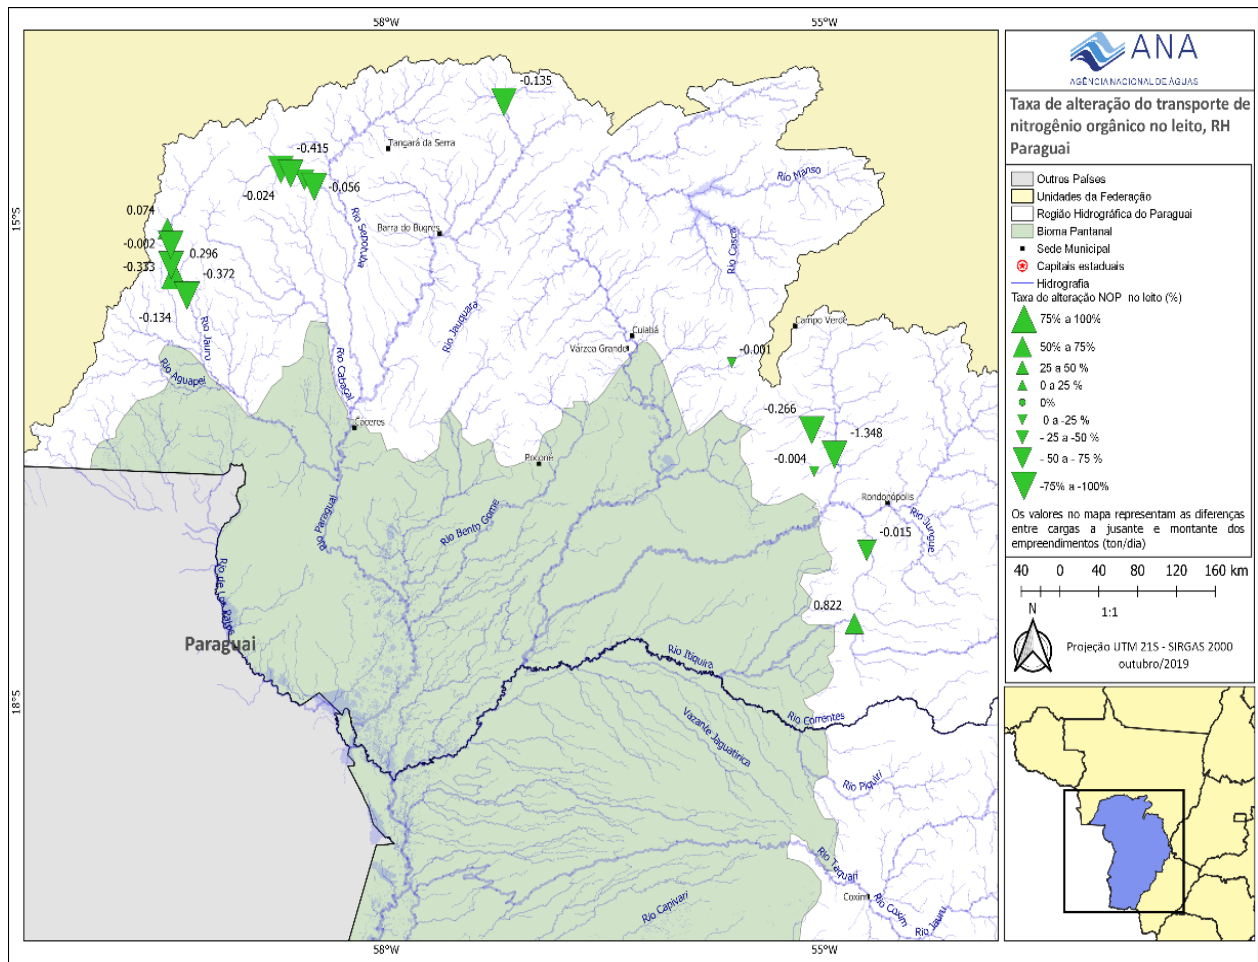 58°W
55°W
ANA
AGÊNCIA NACIONAL DE ÁGUAS
Taxa de alteração do transporte de
nitrogênio orgânico no leito, RH
Paraguai
Outros Países
Unidades da Federação
Região Hidrográfica do Paraguai
Bioma Pantanal
Sede Municipal
Capitais estaduais
Hidrografia
Taxa de alteração NOP no leito (%)
75% a 100%
50% a 75%
25 a 50 %
0 a 25 %
0%
0 a -25 %
- 25 a -50 %
- 50 a - 75 %
-75% a -100%
Os valores no mapa representam as diferenças
entre cargas a jusante e montante dos
empreendimentos (ton/dia)
40 0 40 80 120 160 km
N
1:1
Projeção UTM 21S - SIRGAS 2000
outubro/2019
-0.135
Tangará da Serra
-0.415
-0.024
-0.056
Rio Manso
15°S
0.074
-0.002
0.296
-0.333
-0.372
-0.134
Rio Sepotuba
Barra do Bugres
Rio Casca
Rio Jauro
Rio Jauquara
Rio Aguapei
Rio Cabaçal
Cuiabá
Várzea Grande
Campo Verde
-0.001
Cáceres
Poconé
-0.266
-1.348
-0.004
Rondonópolis
Rio Paraguai
Rio Bento Gome
Rio Jungue
-0.015
0.822
Paraguai
Rio Itiquira
18°S
Rio Correntes
Vazante Jaguatirica
Rio Piquiri
Rio Taquari
Coxim
Rio Coxim
Rio Jauru
Rio Capivari
58°W
55°W